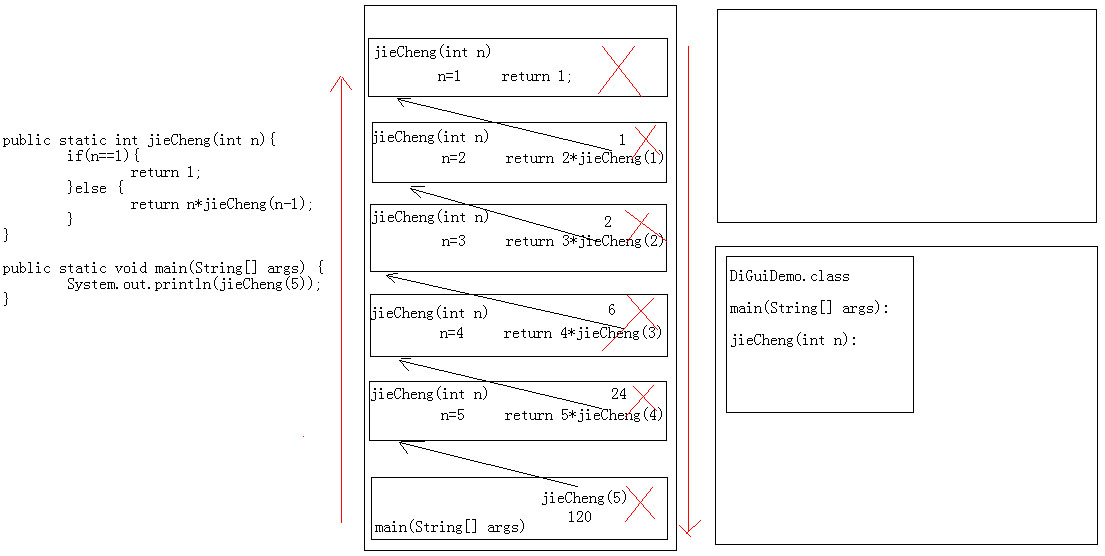 public static int jieCheng(int n){
if(n==1){
return 1;
}else {
return n*jieCheng(n-1);
}
}
public static void main(String[] args) {
System.out.println(jieCheng(5));
}
jieCheng(int n)
n=1 return 1;
jieCheng(int n) 1
n=2 return 2*jieCheng(1)
jieCheng(int n) 2
n=3 return 3*jieCheng(2)
jieCheng(int n) 6
n=4 return 4*jieCheng(3)
jieCheng(int n) 24
n=5 return 5*jieCheng(4)
jieCheng(5)
120
main(String[] args)
DiGuiDemo.class
main(String[] args):
jieCheng(int n):